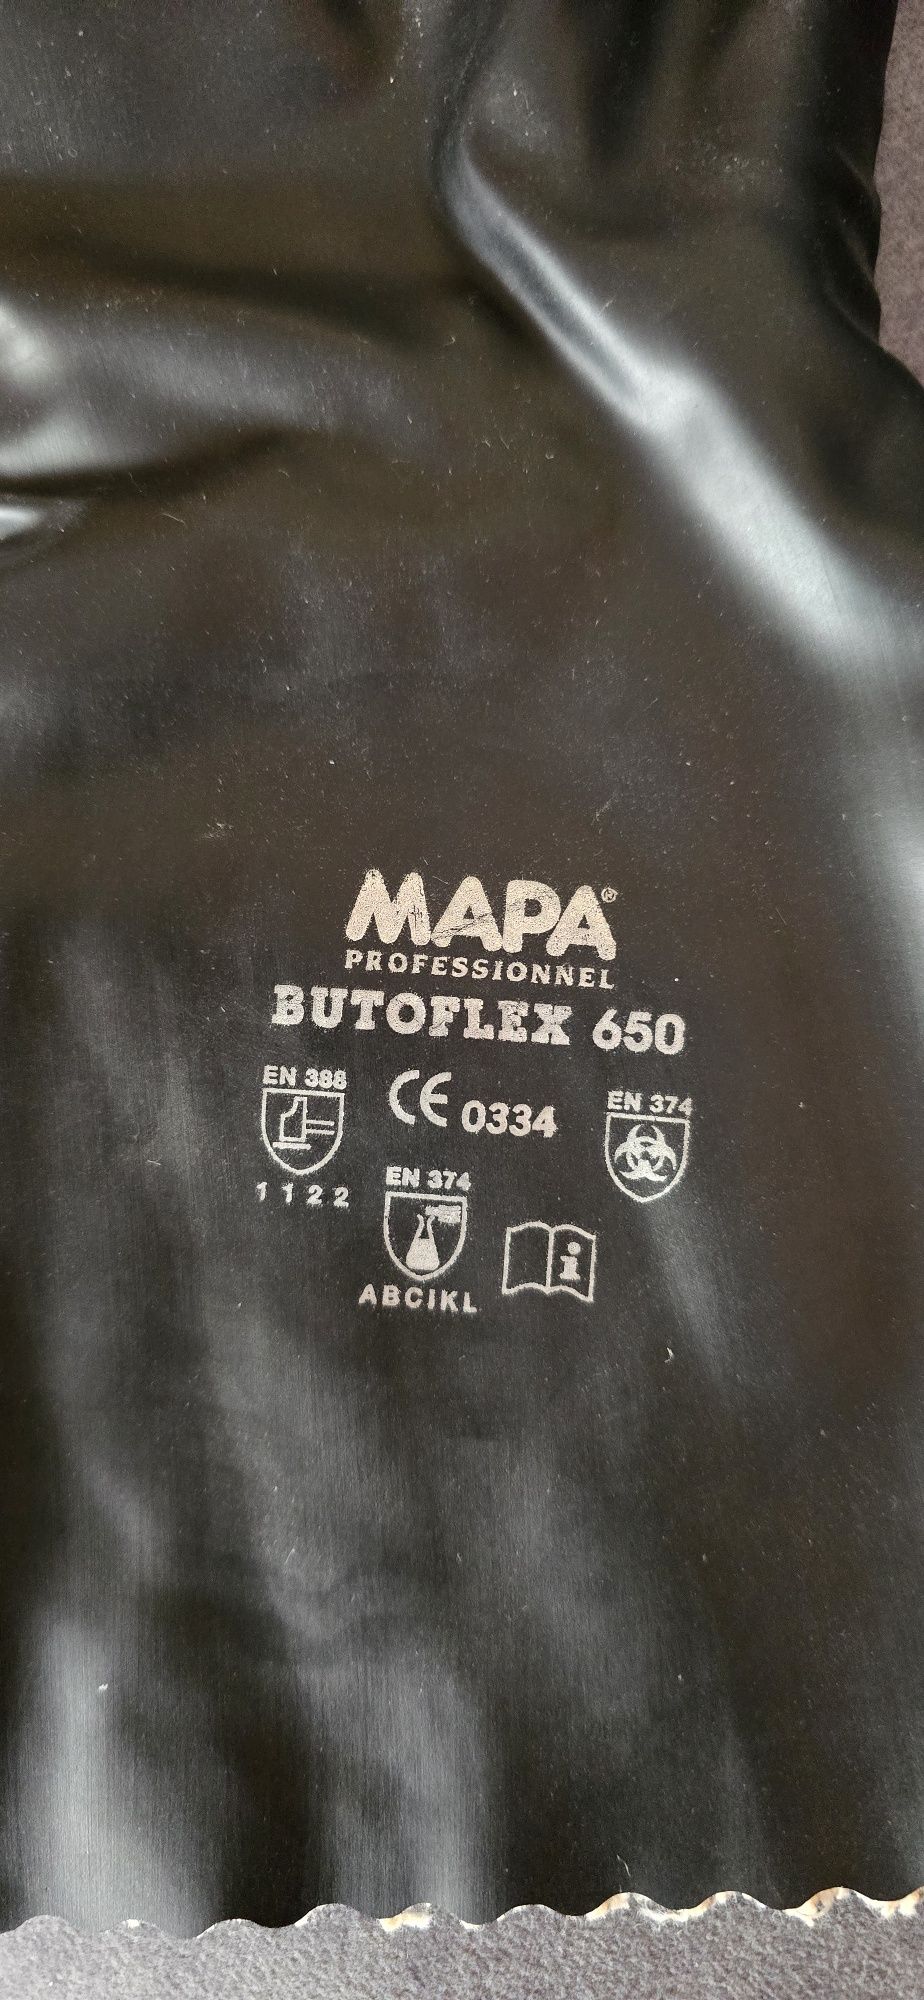 MAPA®
PROFESSIONNEL
BUTOFLEX 650
EN 388
CE 0334
EN 374
1 1 2 2
EN 374
ABCIKL
i